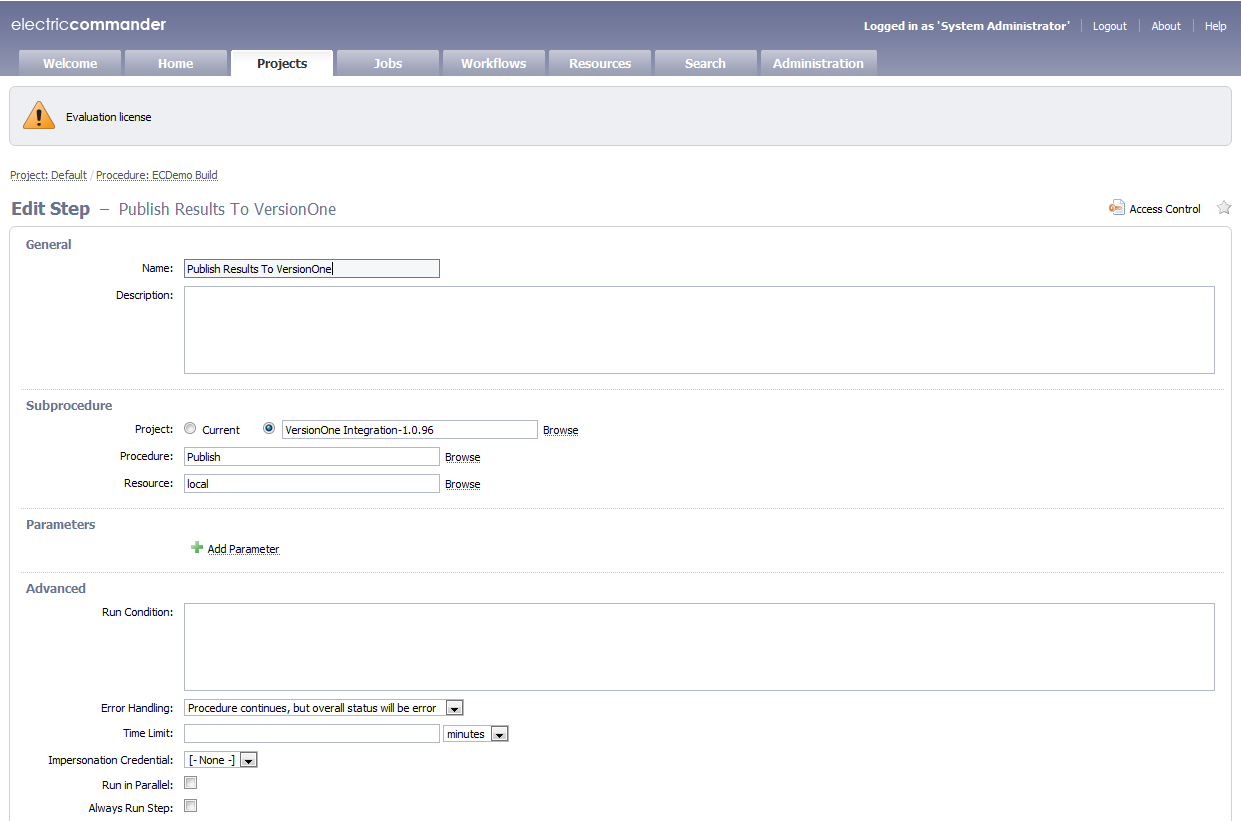 electriccommander
Logged in as 'System Administrator' Logout About Help
Welcome Home Projects Jobs Workflows Resources Search Administration
Evaluation license
Project: Default / Procedure: ECDemo Build
Edit Step – Publish Results To VersionOne
Access Control
General
Name: Publish Results To VersionOne
Description:
Subprocedure
Project: Current VersionOne Integration-1.0.96 Browse
Procedure: Publish Browse
Resource: local Browse
Parameters
Add Parameter
Advanced
Run Condition:
Error Handling: Procedure continues, but overall status will be error
Time Limit: minutes
Impersonation Credential: [- None -]
Run in Parallel:
Always Run Step: